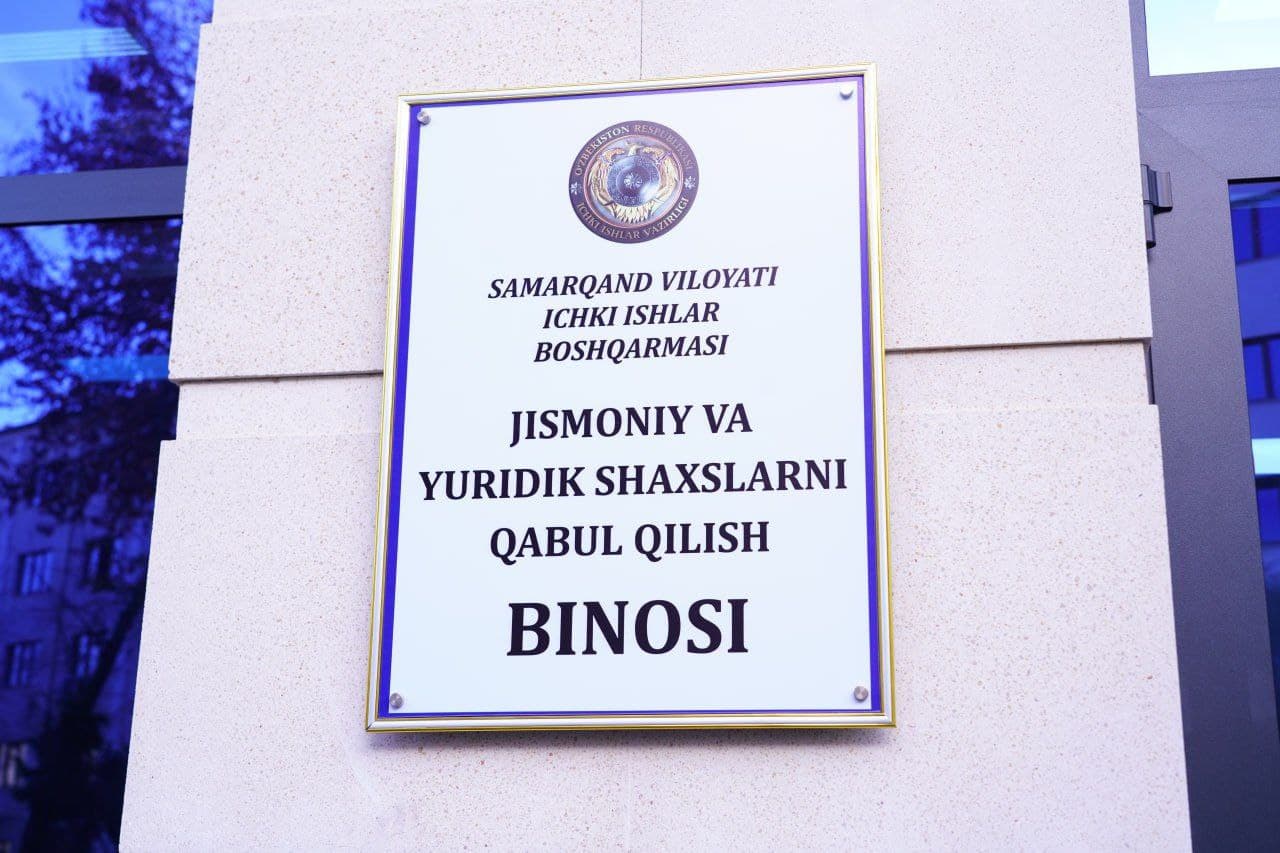 O'ZBEKISTON RESPUBLIKASI
ICHKI ISHLAR VAZIRLIGI
SAMARQAND VILOYATI
ICHKI ISHLAR
BOSHQARMASI
JISMONIY VA
YURIDIK SHAXSLARNI
QABUL QILISH
BINOSI